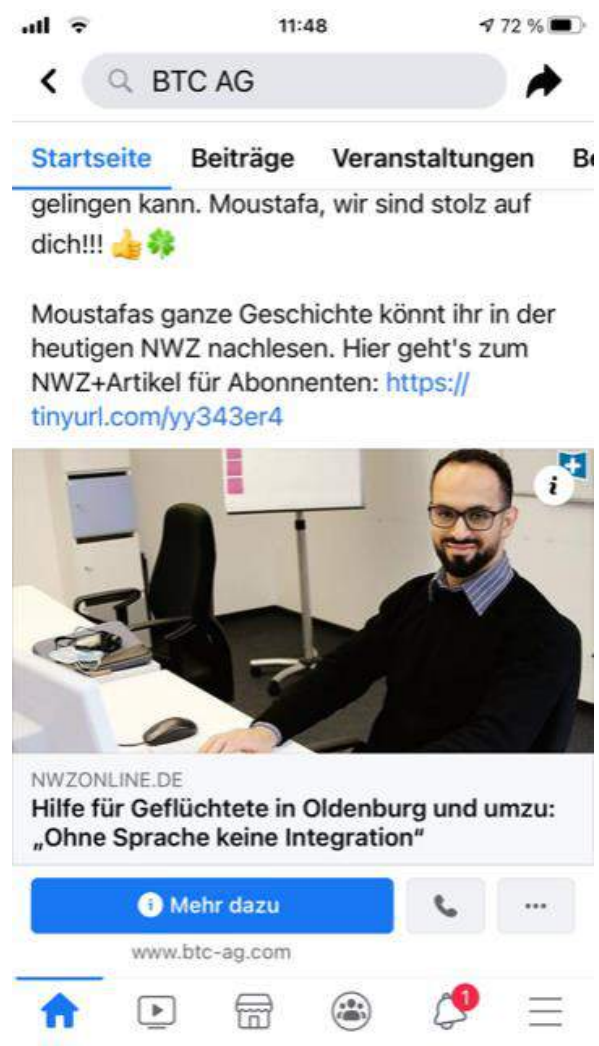 11:48
72 %
BTC AG
Startseite Beiträge Veranstaltungen Be
gelingen kann. Moustafa, wir sind stolz auf
dich!!! 👍🍀
Moustafas ganze Geschichte könnt ihr in der
heutigen NWZ nachlesen. Hier geht's zum
NWZ+Artikel für Abonnenten: https://
tinyurl.com/yy343er4
i
NWZONLINE.DE
Hilfe für Geflüchtete in Oldenburg und umzu:
„Ohne Sprache keine Integration“
i Mehr dazu
www.btc-ag.com
1